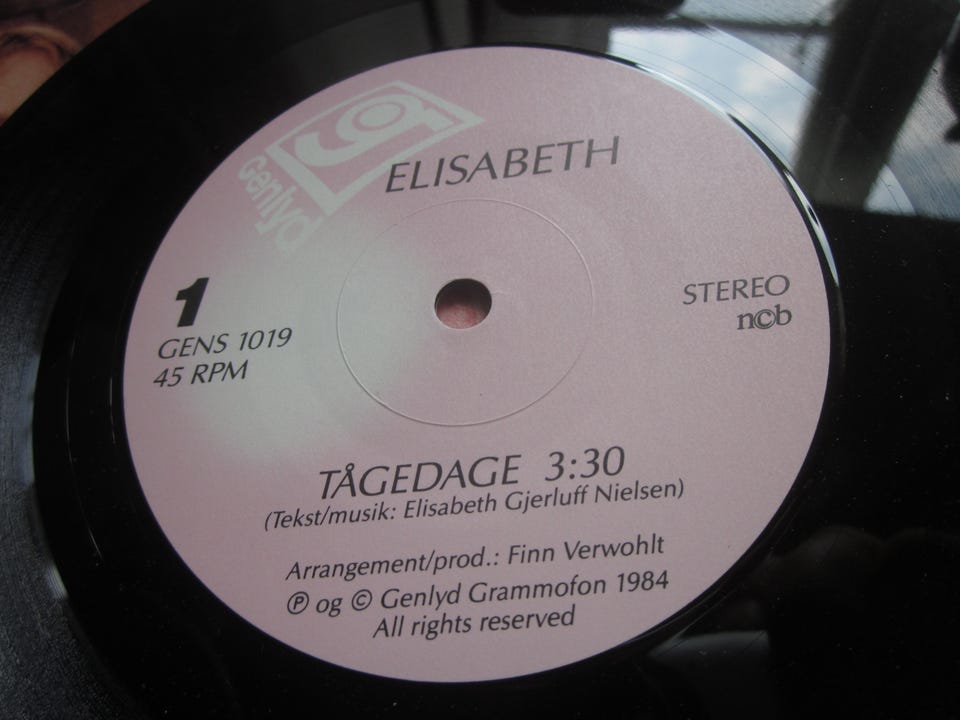 Genlyd
ELISABETH
1
GENS 1019
45 RPM
STEREO
n©b
TÅGEDAGE 3:30
(Tekst/musik: Elisabeth Gjerluff Nielsen)
Arrangement/prod.: Finn Verwohlt
℗ og © Genlyd Grammofon 1984
All rights reserved